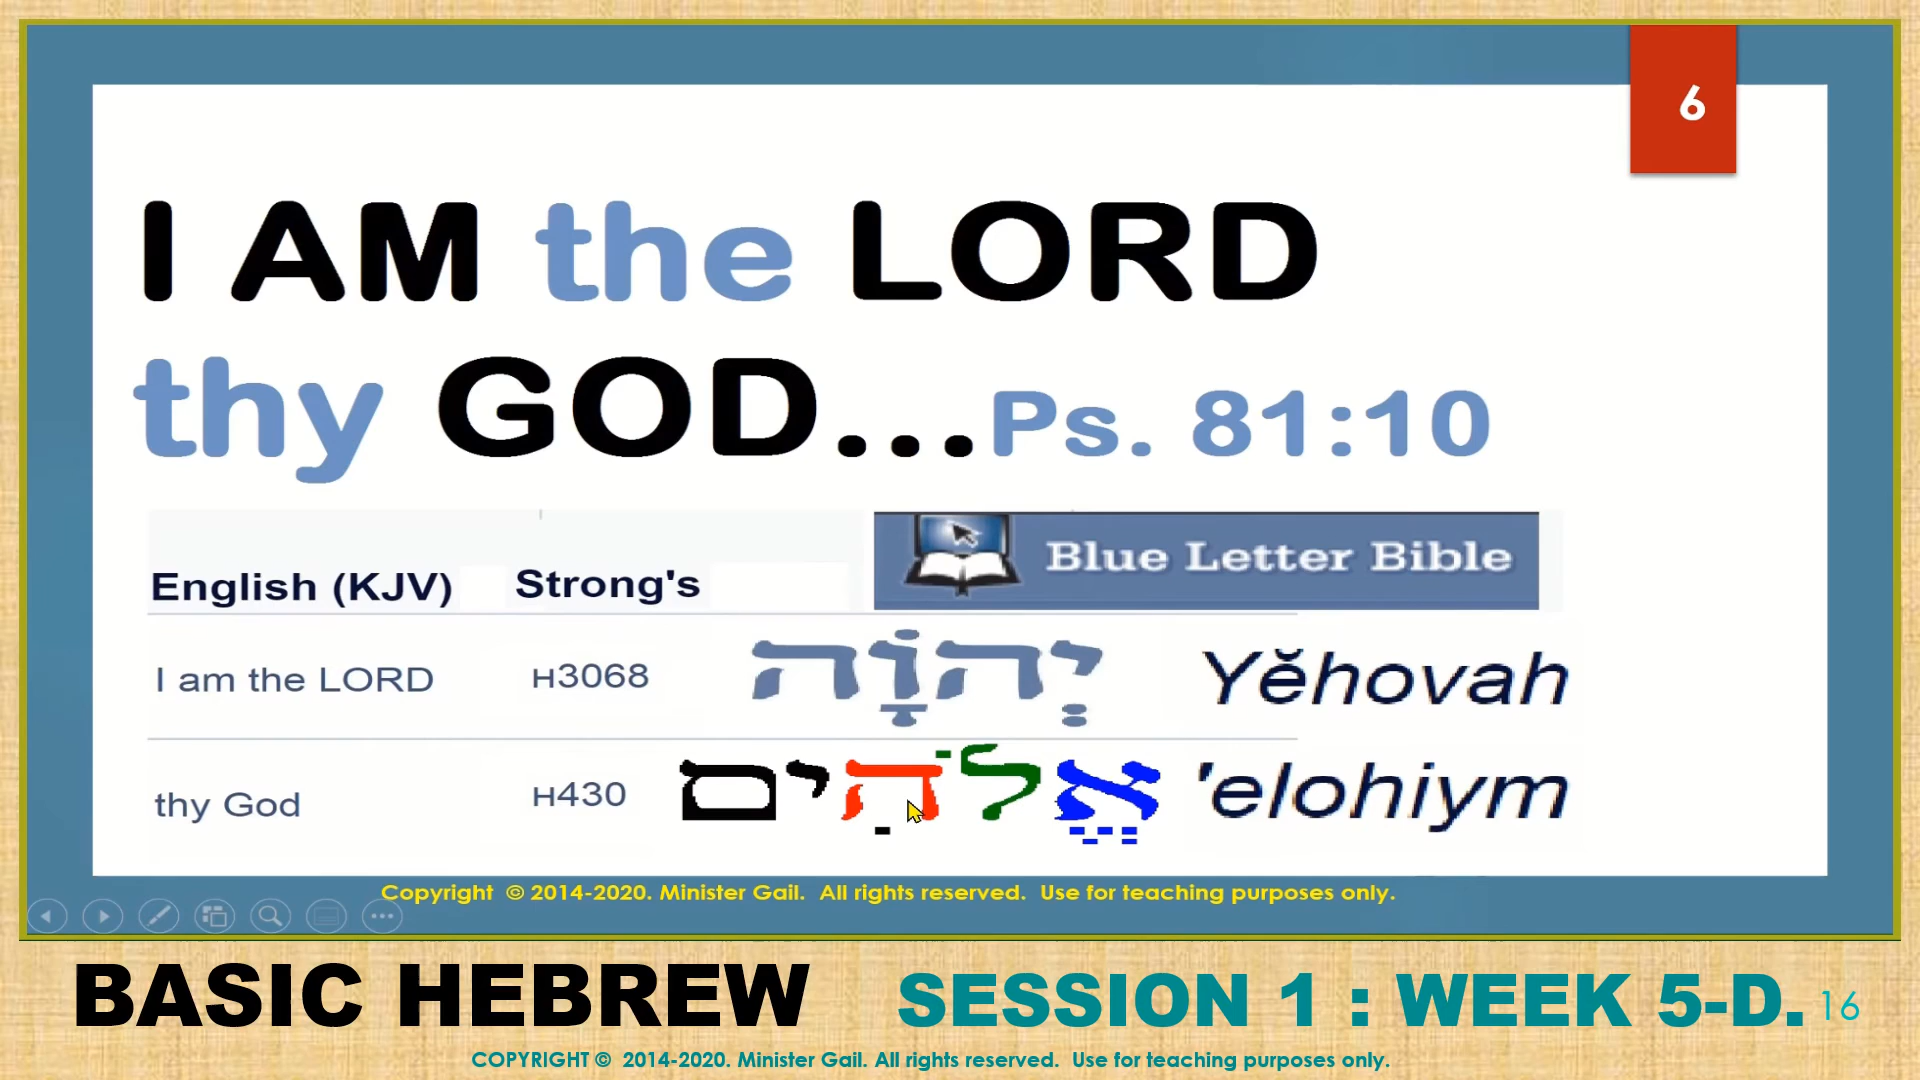 6
I AM the LORD
thy GOD...Ps. 81:10
Blue Letter Bible
English (KJV) Strong's
I am the LORD H3068 יְהוָֹה Yĕhovah
thy God H430 אֱלֹהִים 'elohiym
Copyright © 2014-2020. Minister Gail. All rights reserved. Use for teaching purposes only.
BASIC HEBREW SESSION 1 : WEEK 5-D. 16
COPYRIGHT © 2014-2020. Minister Gail. All rights reserved. Use for teaching purposes only.